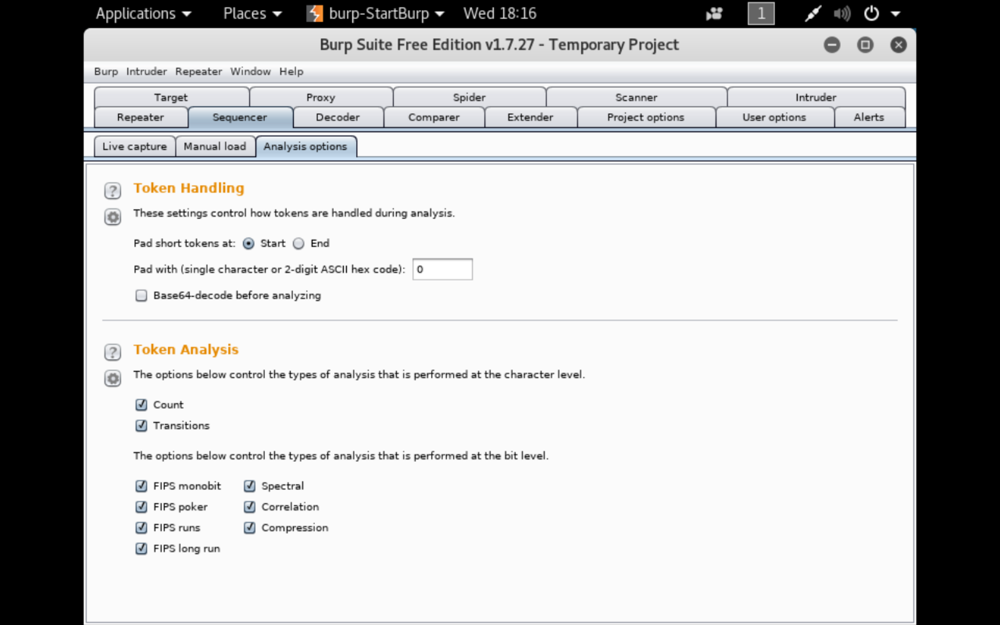 Applications Places burp-StartBurp Wed 18:16 1
Burp Suite Free Edition v1.7.27 - Temporary Project
Burp Intruder Repeater Window Help
Target Proxy Spider Scanner Intruder
Repeater Sequencer Decoder Comparer Extender Project options User options Alerts
Live capture Manual load Analysis options
? Token Handling
These settings control how tokens are handled during analysis.
Pad short tokens at: Start End
Pad with (single character or 2-digit ASCII hex code): 0
Base64-decode before analyzing
? Token Analysis
The options below control the types of analysis that is performed at the character level.
Count
Transitions
The options below control the types of analysis that is performed at the bit level.
FIPS monobit Spectral
FIPS poker Correlation
FIPS runs Compression
FIPS long run